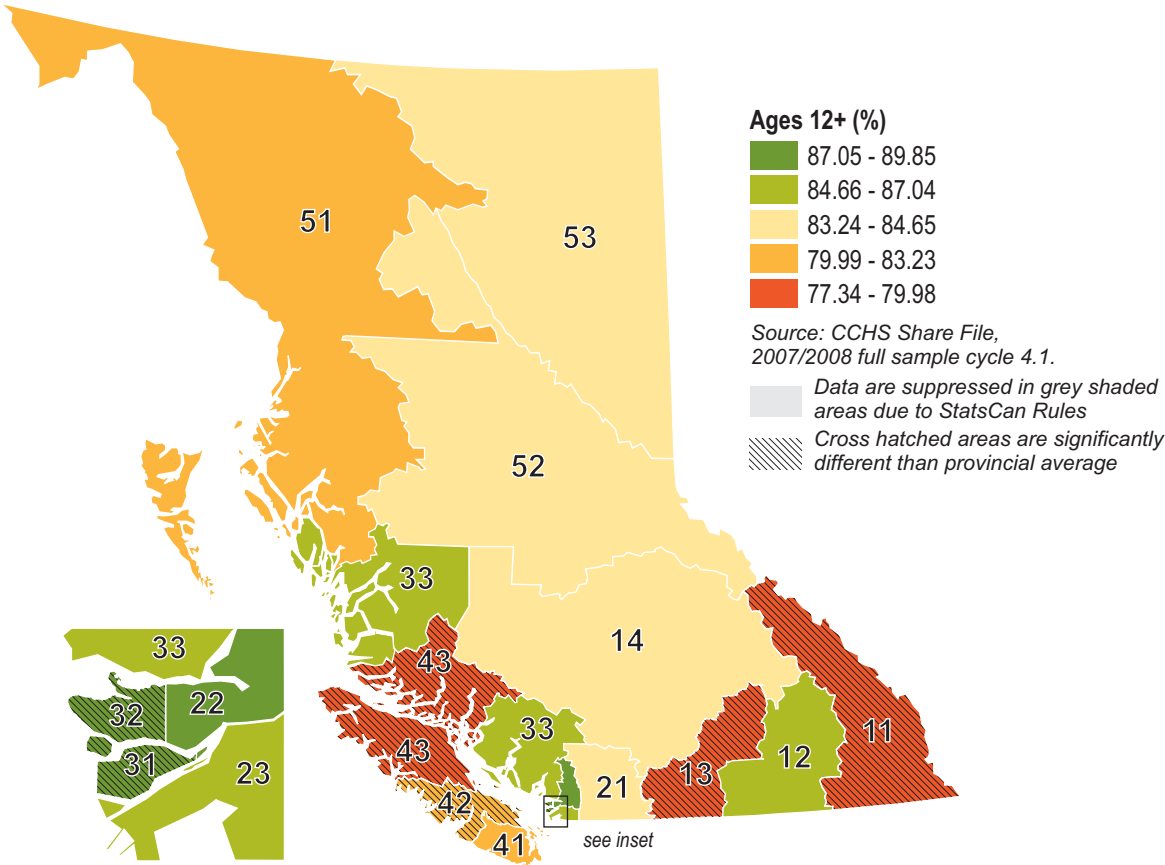 Ages 12+ (%)
87.05 - 89.85
84.66 - 87.04
83.24 - 84.65
79.99 - 83.23
77.34 - 79.98
Source: CCHS Share File,
2007/2008 full sample cycle 4.1.
Data are suppressed in grey shaded
areas due to StatsCan Rules
Cross hatched areas are significantly
different than provincial average
51
53
52
33
14
43
33
43
42
41
21
13
12
11
see inset
33
32
22
31
23